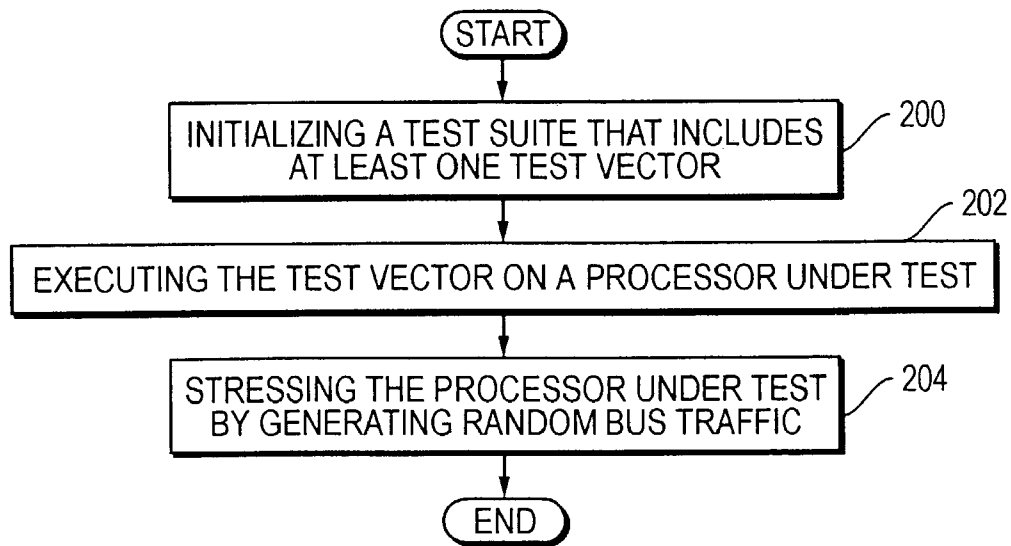 START
INITIALIZING A TEST SUITE THAT INCLUDES
AT LEAST ONE TEST VECTOR
200
202
EXECUTING THE TEST VECTOR ON A PROCESSOR UNDER TEST
STRESSING THE PROCESSOR UNDER TEST
BY GENERATING RANDOM BUS TRAFFIC
204
END